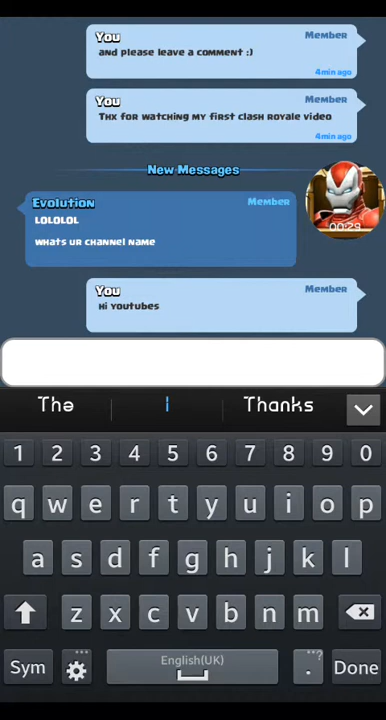 You
Member
and please leave a comment :)
4min ago
You
Member
Thx for watching my first clash royale video
4min ago
New Messages
Evolution
Member
LOLOLOL
whats ur channel name
00:29
You
Member
Hi youtubes
The
I
Thanks
1 2 3 4 5 6 7 8 9 0
q w e r t y u i o p
a s d f g h j k l
z x c v b n m
Sym
English(UK)
. ...?
Done